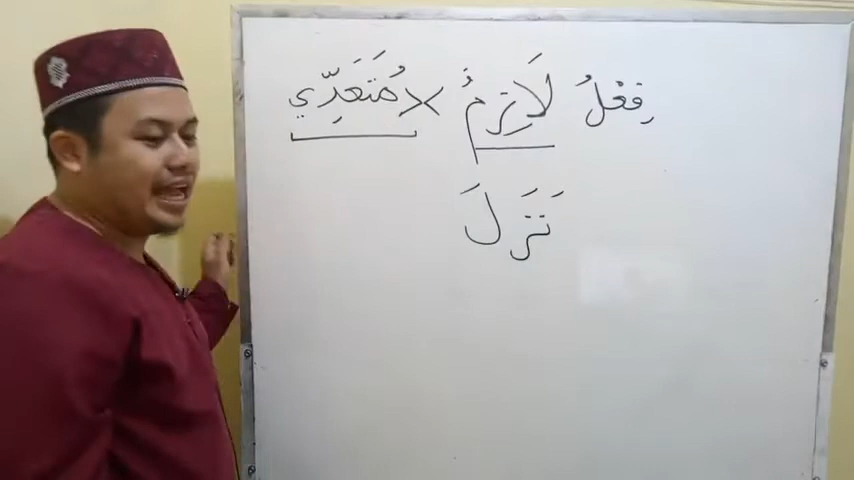 فِعْلُ لَازِمُ × مُتَعَدِّي
نَزَلَ